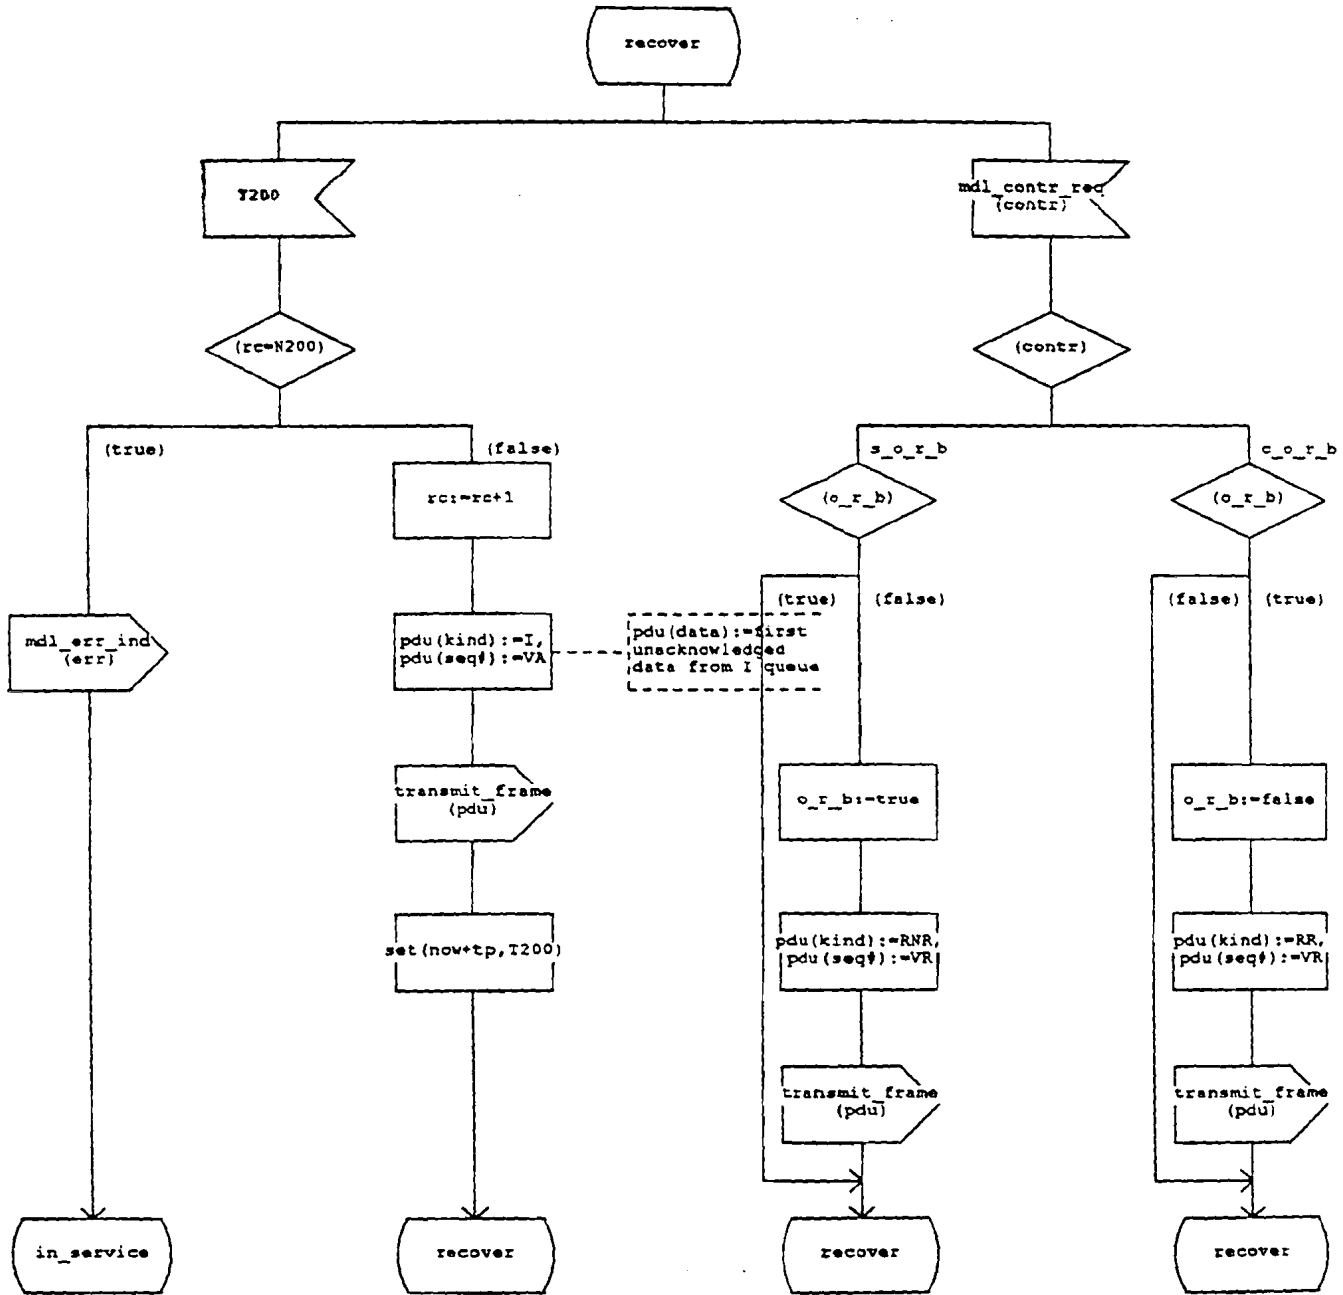 recover
T200
mdl_contr_req
(contr)
(rc=N200)
(contr)
(true)
(false)
s_o_r_b
c_o_r_b
rc:=rc+1
(o_r_b)
(o_r_b)
(true)
(false)
(false)
(true)
mdl_err_ind
(err)
pdu(kind):=I,
pdu(seq#):=VA
pdu(data):=first
unacknowledged
data from I queue
transmit_frame
(pdu)
o_r_b:=true
o_r_b:=false
set(now+tp,T200)
pdu(kind):=RNR,
pdu(seq#):=VR
pdu(kind):=RR,
pdu(seq#):=VR
transmit_frame
(pdu)
transmit_frame
(pdu)
in_service
recover
recover
recover